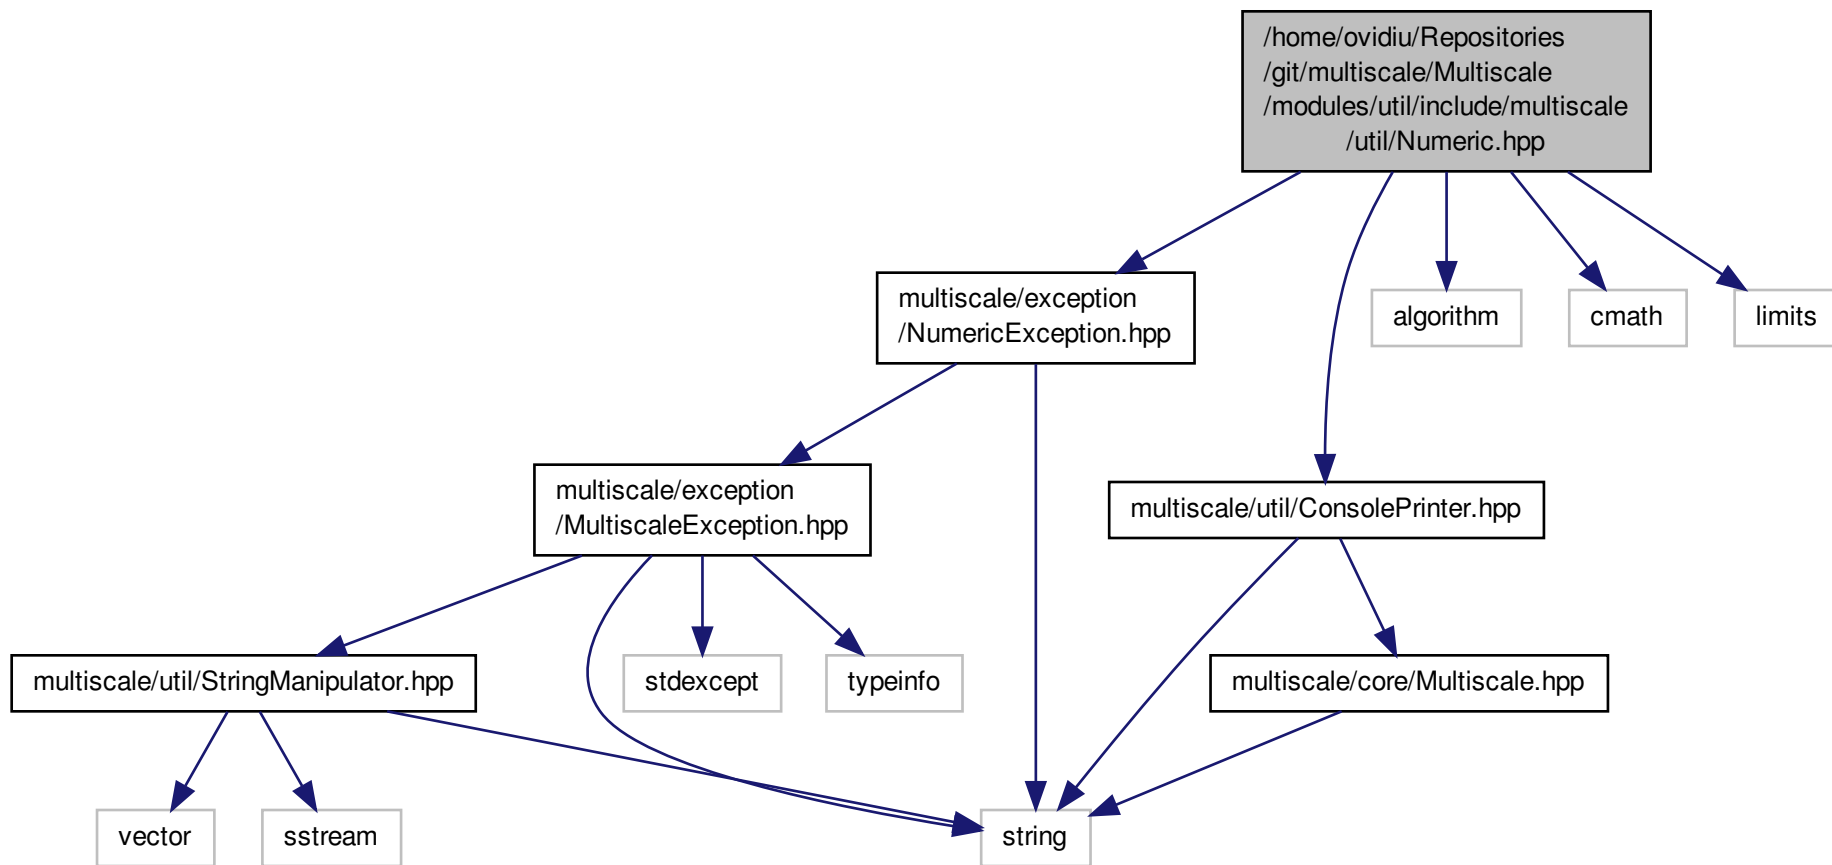 /home/ovidiu/Repositories
/git/multiscale/Multiscale
/modules/util/include/multiscale
/util/Numeric.hpp
multiscale/exception
/NumericException.hpp
algorithm
cmath
limits
multiscale/exception
/MultiscaleException.hpp
multiscale/util/ConsolePrinter.hpp
multiscale/util/StringManipulator.hpp
stdexcept
typeinfo
multiscale/core/Multiscale.hpp
vector
sstream
string